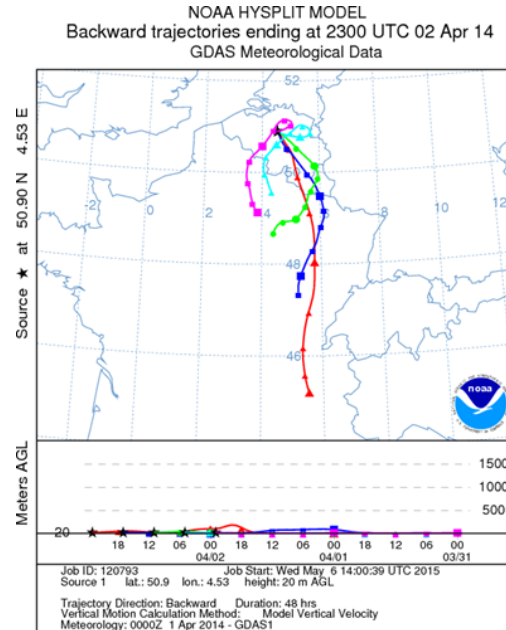 NOAA HYSPLIT MODEL
Backward trajectories ending at 2300 UTC 02 Apr 14
GDAS Meteorological Data
Source ★ at 50.90 N 4.53 E
52
50
-2 0 2 4 6 8 10 12
48
46
noaa
Meters AGL
1500
1000
500
20
18 12 06 00 18 12 06 00 18 12 06 00
04/02 04/01 03/31
Job ID: 120793 Job Start: Wed May 6 14:00:39 UTC 2015
Source 1 lat.: 50.9 lon.: 4.53 height: 20 m AGL
Trajectory Direction: Backward Duration: 48 hrs
Vertical Motion Calculation Method: Model Vertical Velocity
Meteorology: 0000Z 1 Apr 2014 - GDAS1